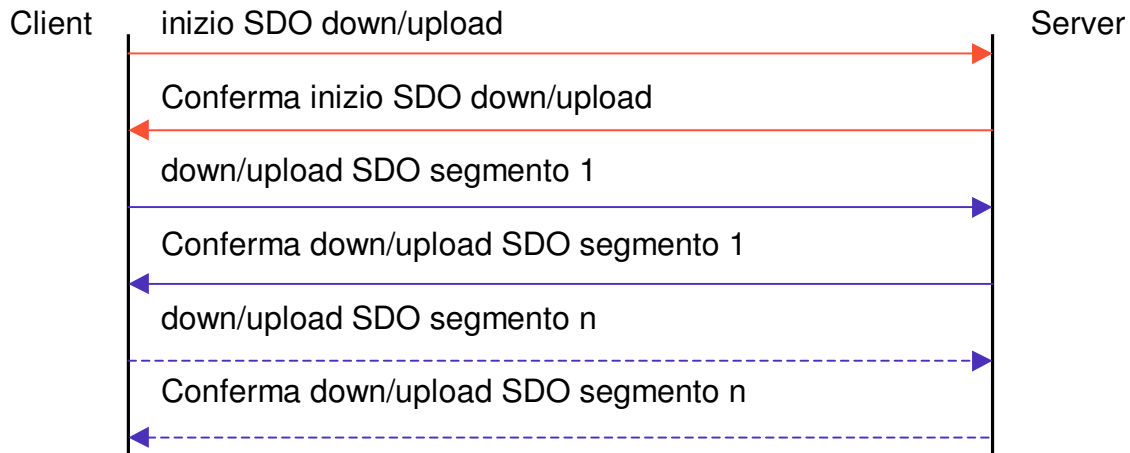 Client inizio SDO down/upload Server
Conferma inizio SDO down/upload
down/upload SDO segmento 1
Conferma down/upload SDO segmento 1
down/upload SDO segmento n
Conferma down/upload SDO segmento n